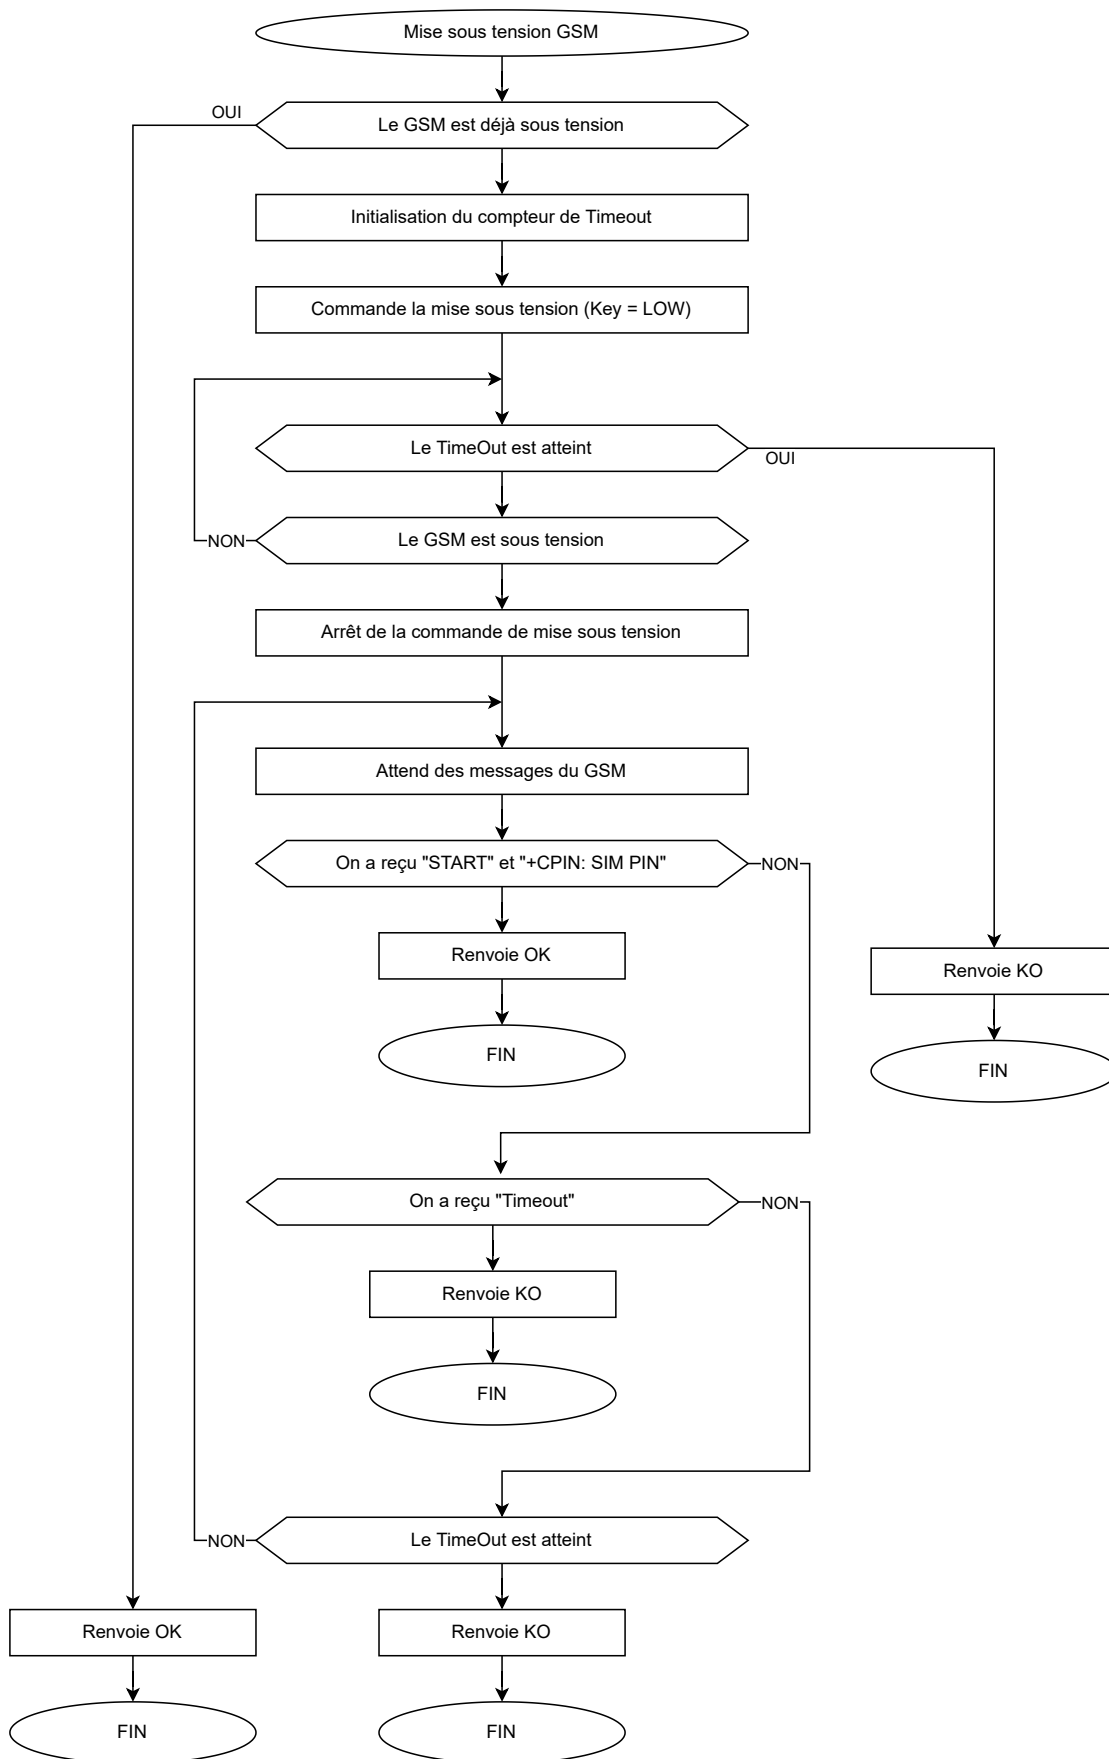 Mise sous tension GSM
OUI
Le GSM est déjà sous tension
Initialisation du compteur de Timeout
Commande la mise sous tension (Key = LOW)
Le TimeOut est atteint
OUI
NON
Le GSM est sous tension
Arrêt de la commande de mise sous tension
Attend des messages du GSM
On a reçu "START" et "+CPIN: SIM PIN"
NON
Renvoie OK
Renvoie KO
FIN
FIN
On a reçu "Timeout"
NON
Renvoie KO
FIN
NON
Le TimeOut est atteint
Renvoie OK
Renvoie KO
FIN
FIN